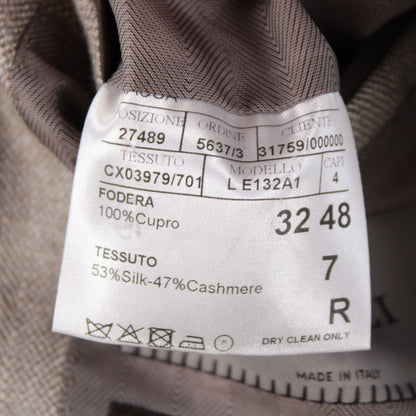 POSIZIONE ORDINE CLIENTE
27489 5637/3 31759/000000
TESSUTO MODELLO CAPI
CX03979/701 L E132A1 4
FODERA
100%Cupro
32 48
TESSUTO
53%Silk-47%Cashmere
7
R
DRY CLEAN ONLY
MADE IN ITALY